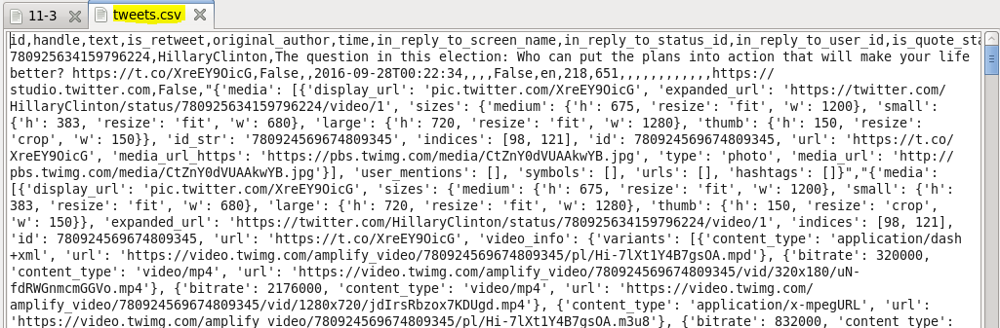 11-3 tweets.csv
id,handle,text,is_retweet,original_author,time,in_reply_to_screen_name,in_reply_to_status_id,in_reply_to_user_id,is_quote_sta
780925634159796224,HillaryClinton,The question in this election: Who can put the plans into action that will make your life
better? https://t.co/XreEY9OicG,False,,2016-09-28T00:22:34,,,,False,en,218,651,,,,,,,,,,,,https://
studio.twitter.com,False,"{'media': [{'display_url': 'pic.twitter.com/XreEY9OicG', 'expanded_url': 'https://twitter.com/
HillaryClinton/status/780925634159796224/video/1', 'sizes': {'medium': {'h': 675, 'resize': 'fit', 'w': 1200}, 'small':
{'h': 383, 'resize': 'fit', 'w': 680}, 'large': {'h': 720, 'resize': 'fit', 'w': 1280}, 'thumb': {'h': 150, 'resize':
'crop', 'w': 150}}, 'id_str': '780924569674809345', 'indices': [98, 121], 'id': 780924569674809345, 'url': 'https://t.co/
XreEY9OicG', 'media_url_https': 'https://pbs.twimg.com/media/CtZnY0dVUAAkwYB.jpg', 'type': 'photo', 'media_url': 'http://
pbs.twimg.com/media/CtZnY0dVUAAkwYB.jpg'}], 'user_mentions': [], 'symbols': [], 'urls': [], 'hashtags': []}","{'media':
[{'display_url': 'pic.twitter.com/XreEY9OicG', 'sizes': {'medium': {'h': 675, 'resize': 'fit', 'w': 1200}, 'small': {'h':
383, 'resize': 'fit', 'w': 680}, 'large': {'h': 720, 'resize': 'fit', 'w': 1280}, 'thumb': {'h': 150, 'resize': 'crop',
'w': 150}}, 'expanded_url': 'https://twitter.com/HillaryClinton/status/780925634159796224/video/1', 'indices': [98, 121],
'id': 780924569674809345, 'url': 'https://t.co/XreEY9OicG', 'video_info': {'variants': [{'content_type': 'application/dash
+xml', 'url': 'https://video.twimg.com/amplify_video/780924569674809345/pl/Hi-7lXt1Y4B7gsOA.mpd'}, {'bitrate': 320000,
'content_type': 'video/mp4', 'url': 'https://video.twimg.com/amplify_video/780924569674809345/vid/320x180/uN-
fdRWGnmcmGGVo.mp4'}, {'bitrate': 2176000, 'content_type': 'video/mp4', 'url': 'https://video.twimg.com/
amplify_video/780924569674809345/vid/1280x720/jdIrsRbzox7KDUgd.mp4'}, {'content_type': 'application/x-mpegURL', 'url':
'https://video.twimg.com/amplify_video/780924569674809345/pl/Hi-7lXt1Y4B7gsOA.m3u8'}, {'bitrate': 832000, 'content_type':